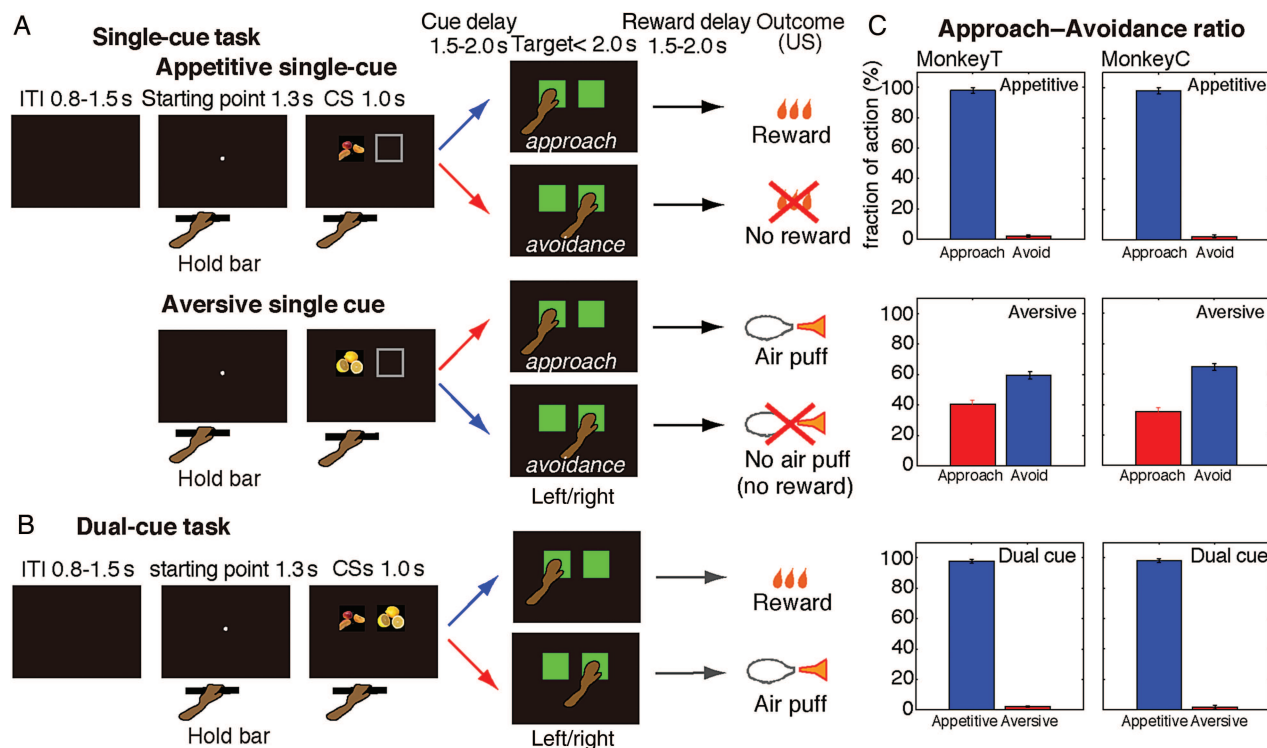 A
Single-cue task
Appetitive single-cue
Cue delay
1.5-2.0 s
Target< 2.0 s
Reward delay
1.5-2.0 s
Outcome
(US)
ITI 0.8-1.5 s
Starting point 1.3 s
CS 1.0 s
approach
Reward
avoidance
No reward
Hold bar
Aversive single cue
approach
Air puff
avoidance
No air puff
(no reward)
Hold bar
Left/right
B
Dual-cue task
ITI 0.8-1.5 s
starting point 1.3 s
CSs 1.0 s
Reward
Air puff
Hold bar
Left/right
C
Approach–Avoidance ratio
MonkeyT
MonkeyC
fraction of action (%)
100
80
60
40
20
0
Appetitive
Approach Avoid
Appetitive
Approach Avoid
100
80
60
40
20
0
Aversive
Approach Avoid
Aversive
Approach Avoid
100
80
60
40
20
0
Dual cue
Appetitive Aversive
Dual cue
Appetitive Aversive